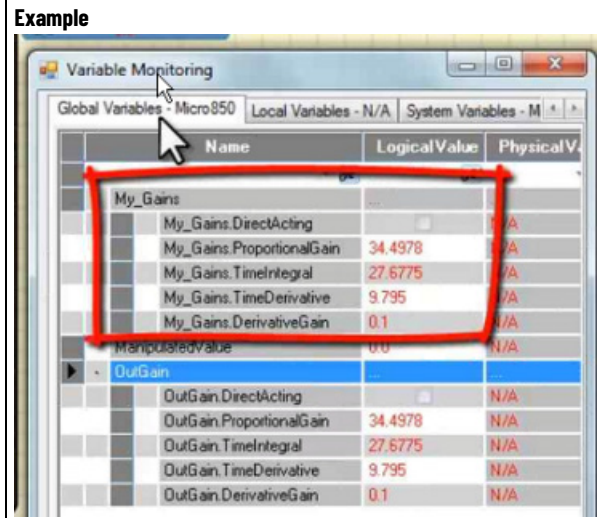 Example
Variable Monitoring
Global Variables - Micro850 Local Variables - N/A System Variables - M
Name LogicalValue PhysicalVa
My_Gains ...
My_Gains.DirectActing N/A
My_Gains.ProportionalGain 34.4978 N/A
My_Gains.TimeIntegral 27.6775 N/A
My_Gains.TimeDerivative 9.795 N/A
My_Gains.DerivativeGain 0.1 N/A
ManipulatedValue 0.0 N/A
- OutGain ... ...
OutGain.DirectActing N/A
OutGain.ProportionalGain 34.4978 N/A
OutGain.TimeIntegral 27.6775 N/A
OutGain.TimeDerivative 9.795 N/A
OutGain.DerivativeGain 0.1 N/A